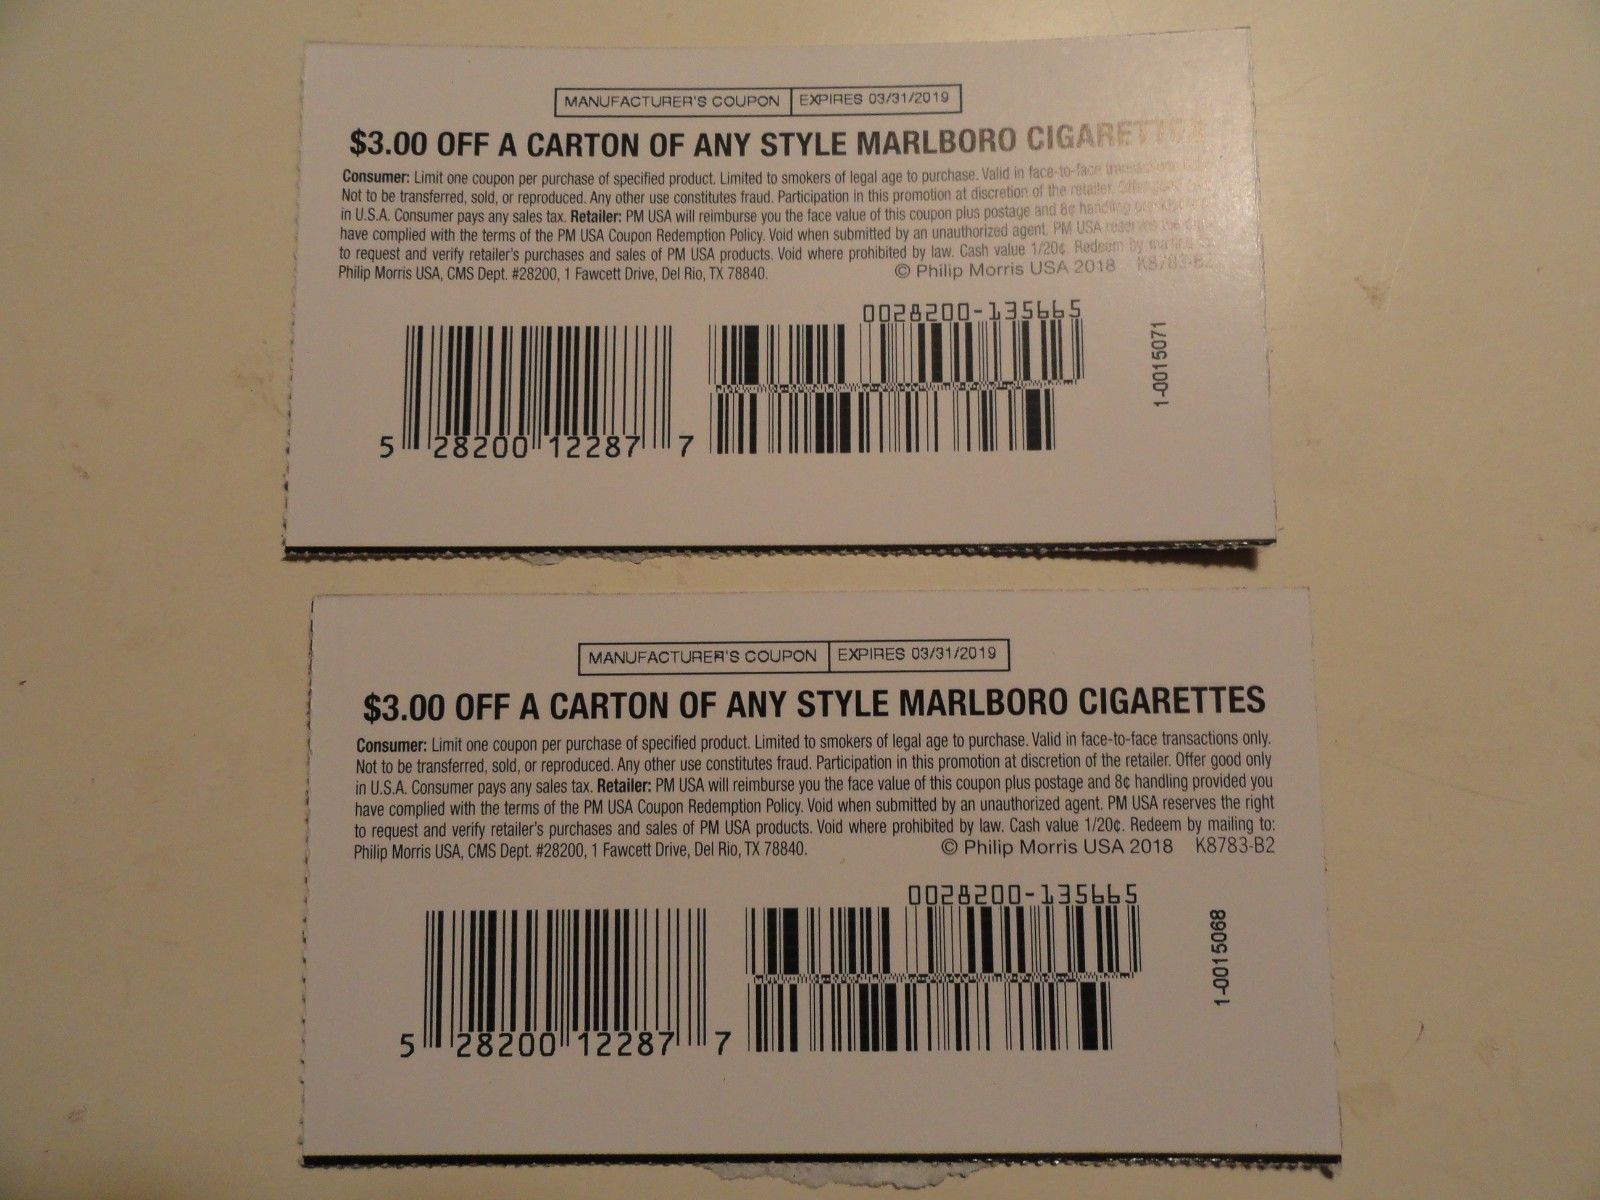 MANUFACTURER'S COUPON EXPIRES 03/31/2019
$3.00 OFF A CARTON OF ANY STYLE MARLBORO CIGARETTES
Consumer: Limit one coupon per purchase of specified product. Limited to smokers of legal age to purchase. Valid in face-to-face transactions
Not to be transferred, sold, or reproduced. Any other use constitutes fraud. Participation in this promotion at discretion of the retailer. Offer
in U.S.A. Consumer pays any sales tax. Retailer: PM USA will reimburse you the face value of this coupon plus postage and 8¢ handling provided
have complied with the terms of the PM USA Coupon Redemption Policy. Void when submitted by an unauthorized agent. PM USA reserves the
to request and verify retailer's purchases and sales of PM USA products. Void where prohibited by law. Cash value 1/20¢. Redeem by mailing
Philip Morris USA, CMS Dept. #28200, 1 Fawcett Drive, Del Rio, TX 78840. © Philip Morris USA 2018 K8783-B2
0028200-135665
1-0015071
5 28200 12287 7
MANUFACTURER'S COUPON EXPIRES 03/31/2019
$3.00 OFF A CARTON OF ANY STYLE MARLBORO CIGARETTES
Consumer: Limit one coupon per purchase of specified product. Limited to smokers of legal age to purchase. Valid in face-to-face transactions only.
Not to be transferred, sold, or reproduced. Any other use constitutes fraud. Participation in this promotion at discretion of the retailer. Offer good only
in U.S.A. Consumer pays any sales tax. Retailer: PM USA will reimburse you the face value of this coupon plus postage and 8¢ handling provided you
have complied with the terms of the PM USA Coupon Redemption Policy. Void when submitted by an unauthorized agent. PM USA reserves the right
to request and verify retailer's purchases and sales of PM USA products. Void where prohibited by law. Cash value 1/20¢. Redeem by mailing to:
Philip Morris USA, CMS Dept. #28200, 1 Fawcett Drive, Del Rio, TX 78840. © Philip Morris USA 2018 K8783-B2
0028200-135665
1-0015068
5 28200 12287 7